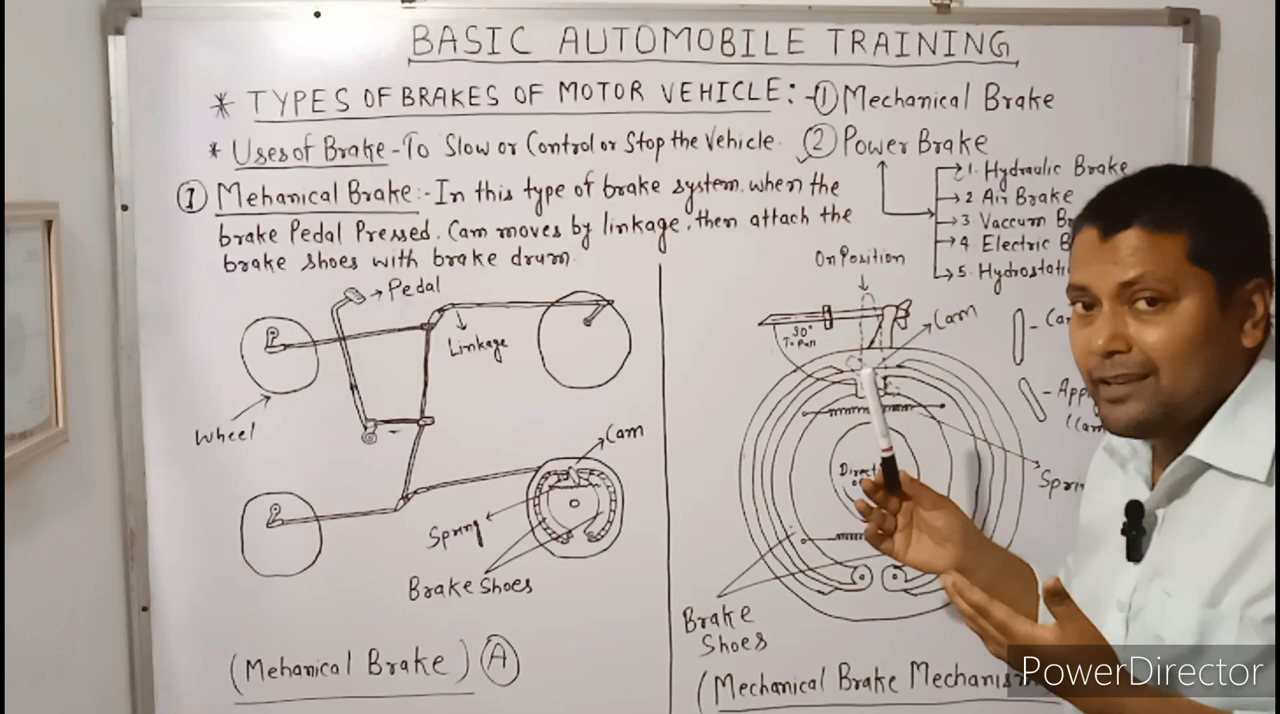 BASIC AUTOMOBILE TRAINING
* TYPES OF BRAKES OF MOTOR VEHICLE :- ① Mechanical Brake
* Uses of Brake - To Slow or Control or Stop the Vehicle. ② Power Brake
→ 1. Hydraulic Brake
→ 2 Air Brake
→ 3 Vaccum
→ 4 Electric
→ 5. Hydrostati
① Mehanical Brake :- In this type of brake system. when the
brake Pedal Pressed. Cam moves by linkage, then attach the
brake shoes with brake drum.
→ Pedal
Linkage
Wheel
Cam
Spring
Brake Shoes
(Mehanical Brake) Ⓐ
On Position
30°
To Pull
Cam
Brake
Shoes
(Mechanical Brake
PowerDirector